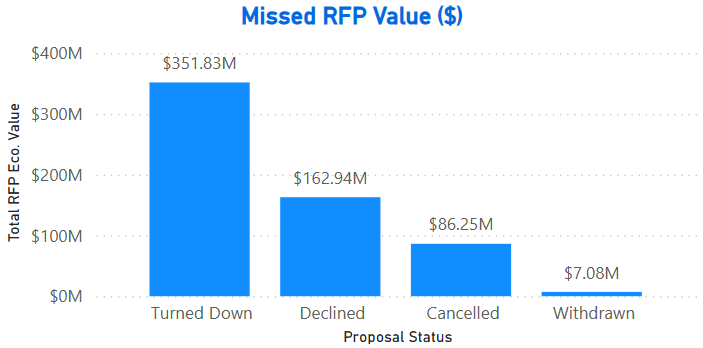 Missed RFP Value ($)
Total RFP Eco. Value
$400M
$300M
$200M
$100M
$0M
$351.83M
$162.94M
$86.25M
$7.08M
Turned Down
Declined
Cancelled
Withdrawn
Proposal Status